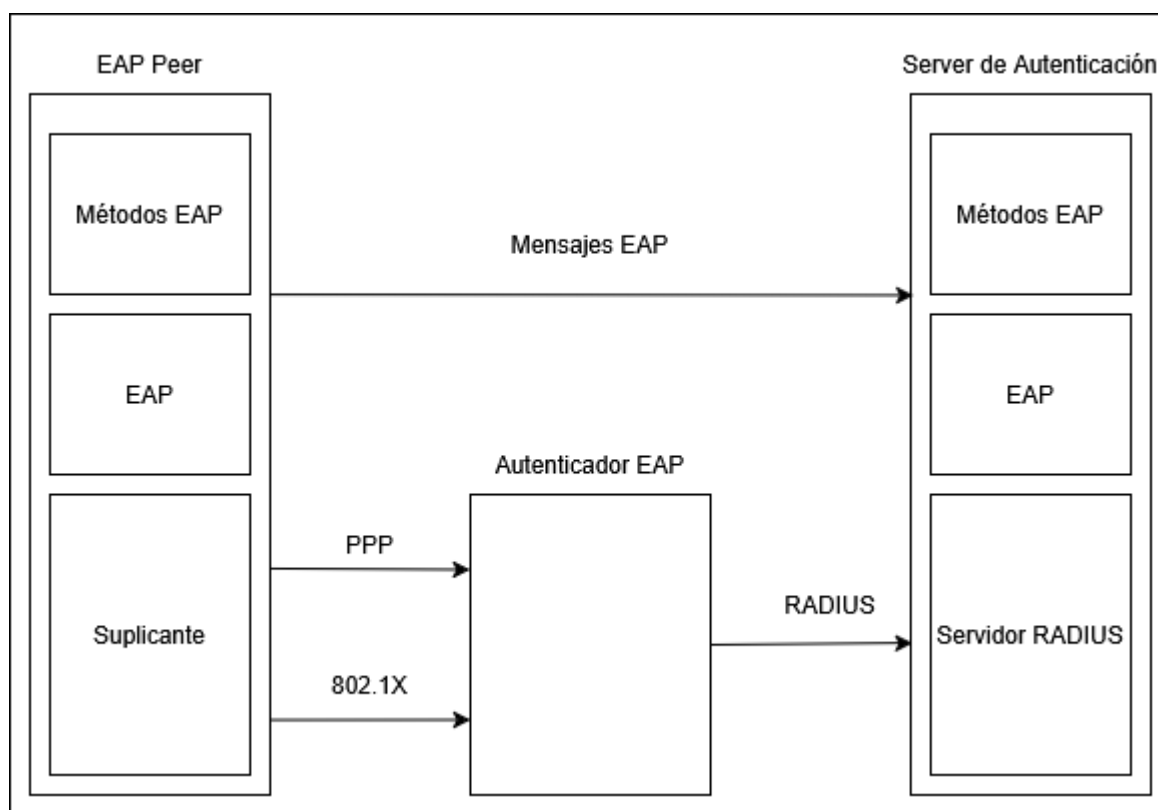 EAP Peer
Server de Autenticación
Métodos EAP
Mensajes EAP
Métodos EAP
EAP
EAP
Autenticador EAP
PPP
RADIUS
Suplicante
Servidor RADIUS
802.1X